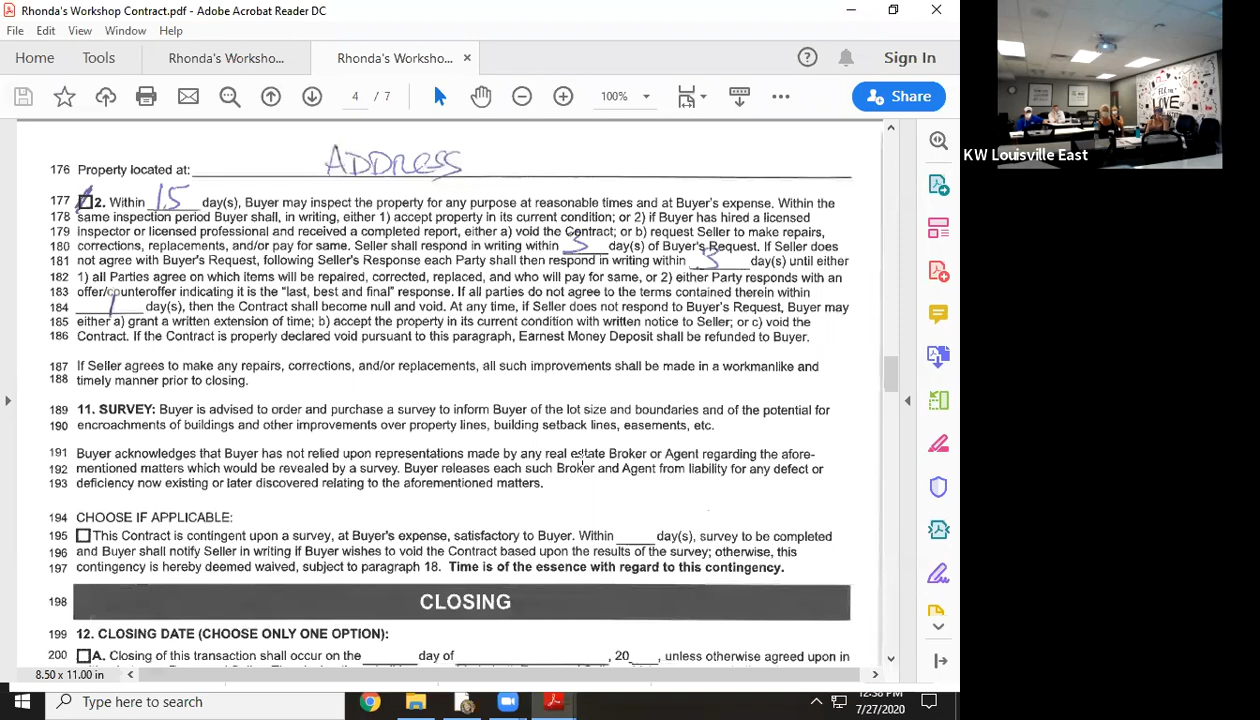 Rhonda's Workshop Contract.pdf - Adobe Acrobat Reader DC
File Edit View Window Help
Home Tools Rhonda's Worksho... Rhonda's Worksho... × Sign In
4 / 7 100% Share
KW Louisville East
176 Property located at: ADDRESS
177 2. Within 15 day(s), Buyer may inspect the property for any purpose at reasonable times and at Buyer's expense. Within the
178 same inspection period Buyer shall, in writing, either 1) accept property in its current condition; or 2) if Buyer has hired a licensed
179 inspector or licensed professional and received a completed report, either a) void the Contract; or b) request Seller to make repairs,
180 corrections, replacements, and/or pay for same. Seller shall respond in writing within 3 day(s) of Buyer's Request. If Seller does
181 not agree with Buyer's Request, following Seller's Response each Party shall then respond in writing within 3 day(s) until either
182 1) all Parties agree on which items will be repaired, corrected, replaced, and who will pay for same, or 2) either Party responds with an
183 offer/counteroffer indicating it is the "last, best and final" response. If all parties do not agree to the terms contained therein within
184 1 day(s), then the Contract shall become null and void. At any time, if Seller does not respond to Buyer's Request, Buyer may
185 either a) grant a written extension of time; b) accept the property in its current condition with written notice to Seller; or c) void the
186 Contract. If the Contract is properly declared void pursuant to this paragraph, Earnest Money Deposit shall be refunded to Buyer.
187 If Seller agrees to make any repairs, corrections, and/or replacements, all such improvements shall be made in a workmanlike and
188 timely manner prior to closing.
189 11. SURVEY: Buyer is advised to order and purchase a survey to inform Buyer of the lot size and boundaries and of the potential for
190 encroachments of buildings and other improvements over property lines, building setback lines, easements, etc.
191 Buyer acknowledges that Buyer has not relied upon representations made by any real estate Broker or Agent regarding the afore-
192 mentioned matters which would be revealed by a survey. Buyer releases each such Broker and Agent from liability for any defect or
193 deficiency now existing or later discovered relating to the aforementioned matters.
194 CHOOSE IF APPLICABLE:
195 This Contract is contingent upon a survey, at Buyer's expense, satisfactory to Buyer. Within ____ day(s), survey to be completed
196 and Buyer shall notify Seller in writing if Buyer wishes to void the Contract based upon the results of the survey; otherwise, this
197 contingency is hereby deemed waived, subject to paragraph 18. Time is of the essence with regard to this contingency.
198 CLOSING
199 12. CLOSING DATE (CHOOSE ONLY ONE OPTION):
200 A. Closing of this transaction shall occur on the ____ day of ____, 20____, unless otherwise agreed upon in
8.50 x 11.00 in
Type here to search
12:38 PM
7/27/2020